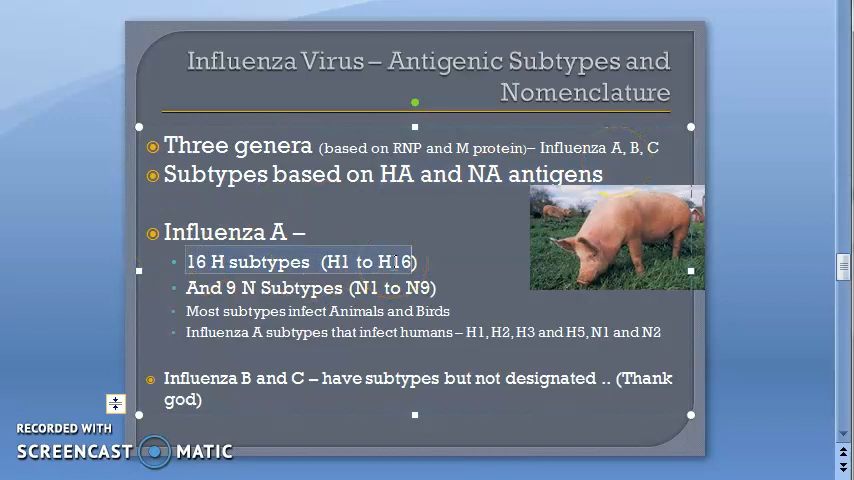 Influenza Virus – Antigenic Subtypes and
Nomenclature
Three genera (based on RNP and M protein)– Influenza A, B, C
Subtypes based on HA and NA antigens
Influenza A –
16 H subtypes (H1 to H16)
And 9 N Subtypes (N1 to N9)
Most subtypes infect Animals and Birds
Influenza A subtypes that infect humans – H1, H2, H3 and H5, N1 and N2
Influenza B and C – have subtypes but not designated .. (Thank
god)
RECORDED WITH
SCREENCAST MATIC